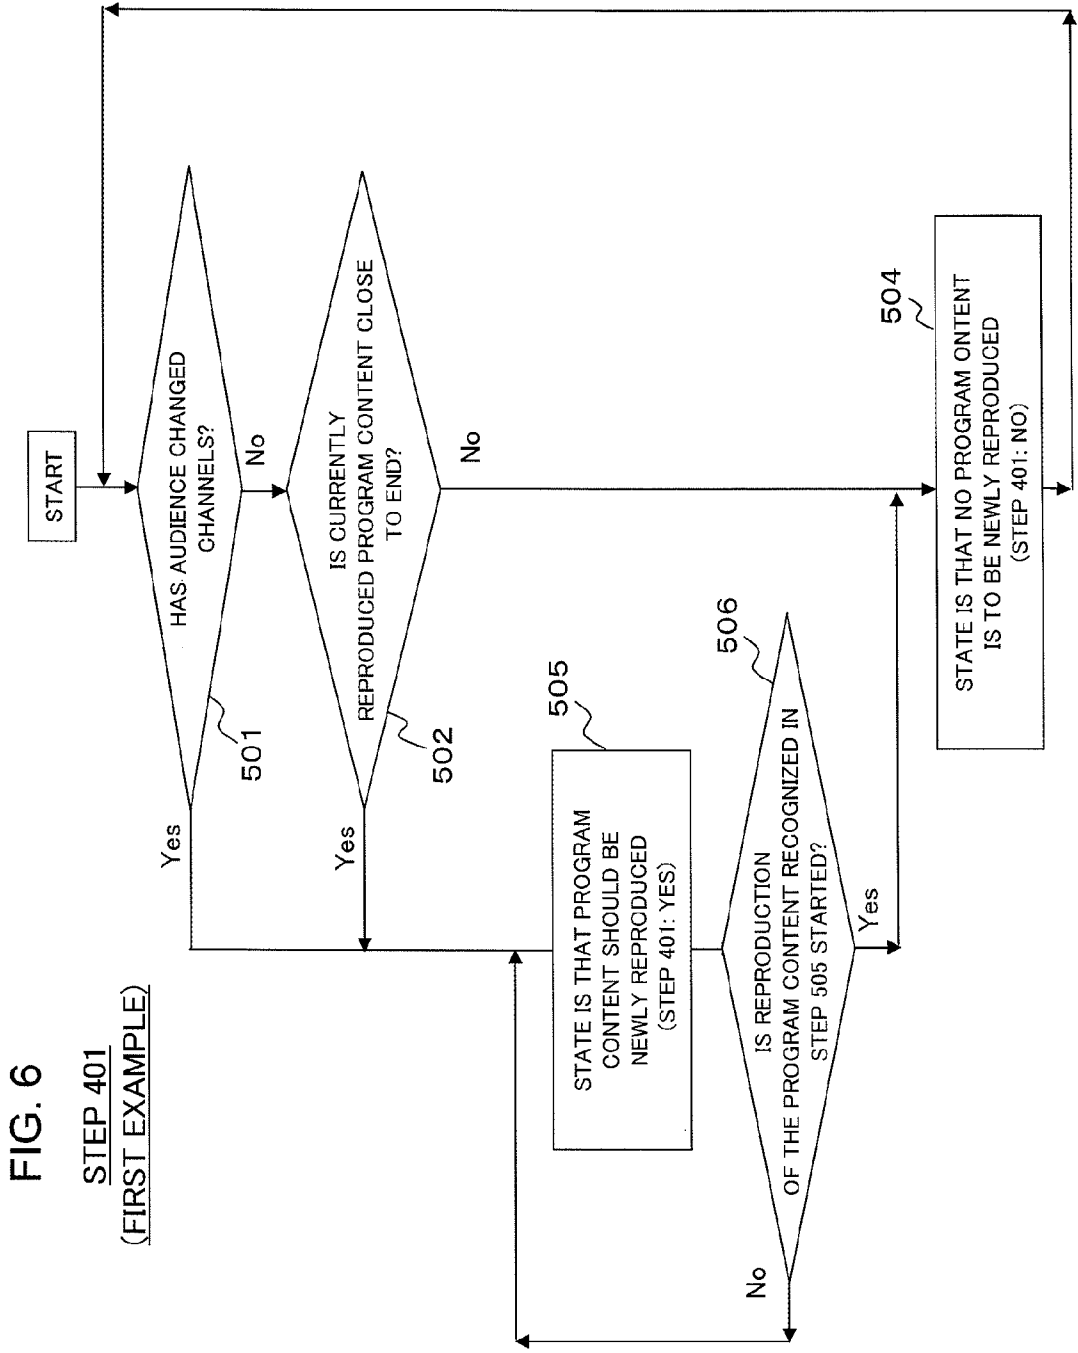 FIG. 6
STEP 401
(FIRST EXAMPLE)
START
HAS AUDIENCE CHANGED
CHANNELS?
501
Yes
No
IS CURRENTLY
REPRODUCED PROGRAM CONTENT CLOSE
TO END?
502
Yes
No
505
STATE IS THAT PROGRAM
CONTENT SHOULD BE
NEWLY REPRODUCED
(STEP 401: YES)
506
IS REPRODUCTION
OF THE PROGRAM CONTENT RECOGNIZED IN
STEP 505 STARTED?
No
Yes
504
STATE IS THAT NO PROGRAM ONTENT
IS TO BE NEWLY REPRODUCED
(STEP 401: NO)